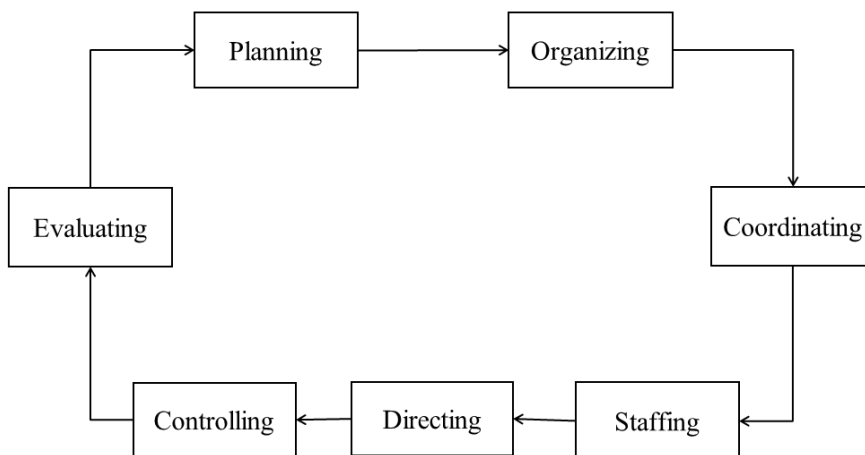 Planning
Organizing
Evaluating
Coordinating
Controlling
Directing
Staffing